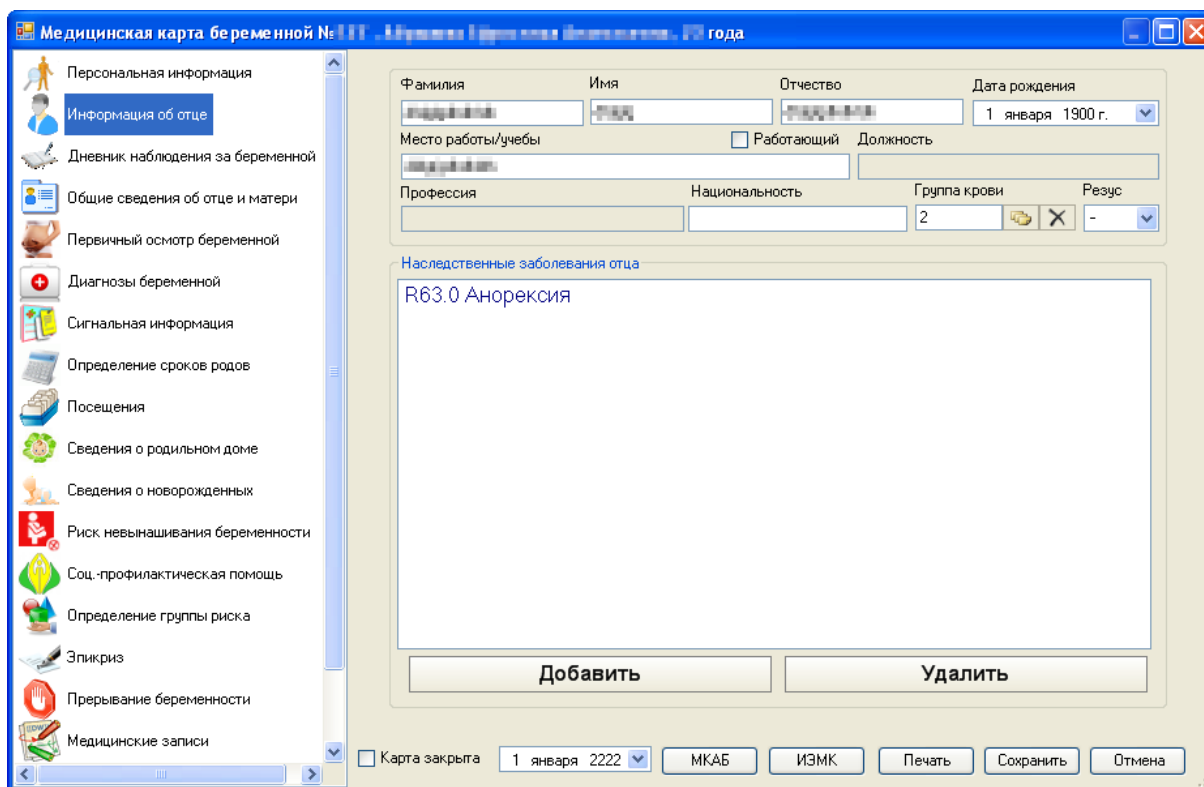 Медицинская карта беременной № года
Персональная информация
Информация об отце
Дневник наблюдения за беременной
Общие сведения об отце и матери
Первичный осмотр беременной
Диагнозы беременной
Сигнальная информация
Определение сроков родов
Посещения
Сведения о родильном доме
Сведения о новорожденных
Риск невынашивания беременности
Соц.-профилактическая помощь
Определение группы риска
Эпикриз
Прерывание беременности
Медицинские записи
Фамилия Имя Отчество Дата рождения
1 января 1900 г.
Место работы/учебы Работающий Должность
Профессия Национальность Группа крови Резус
2 -
Наследственные заболевания отца
R63.0 Анорексия
Добавить Удалить
Карта закрыта 1 января 2222 МКАБ ИЭМК Печать Сохранить Отмена